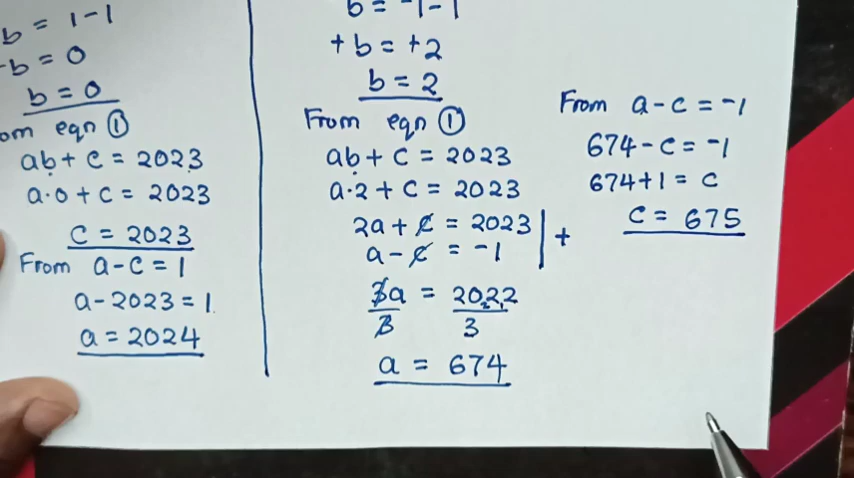 b = 1-1
-b = 0
b = 0
om eqn ①
ab + c = 2023
a·0 + c = 2023
c = 2023
From a - c = 1
a - 2023 = 1
a = 2024
b = -1-1
+b = +2
b = 2
From eqn ①
ab + c = 2023
a·2 + c = 2023
2a + c = 2023
a - c = -1
+
3a = 2022
3 3
a = 674
From a - c = -1
674 - c = -1
674 + 1 = c
c = 675